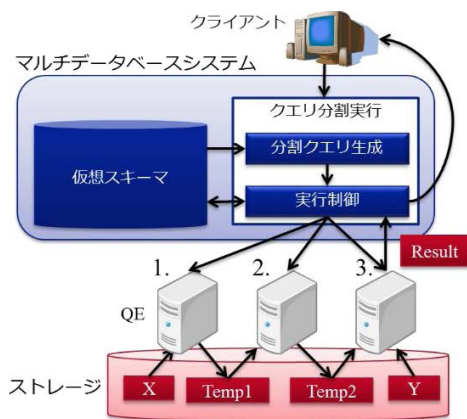 クライアント
マルチデータベースシステム
クエリ分割実行
分割クエリ生成
仮想スキーマ
実行制御
Result
1.
2.
3.
QE
ストレージ
X
Temp1
Temp2
Y